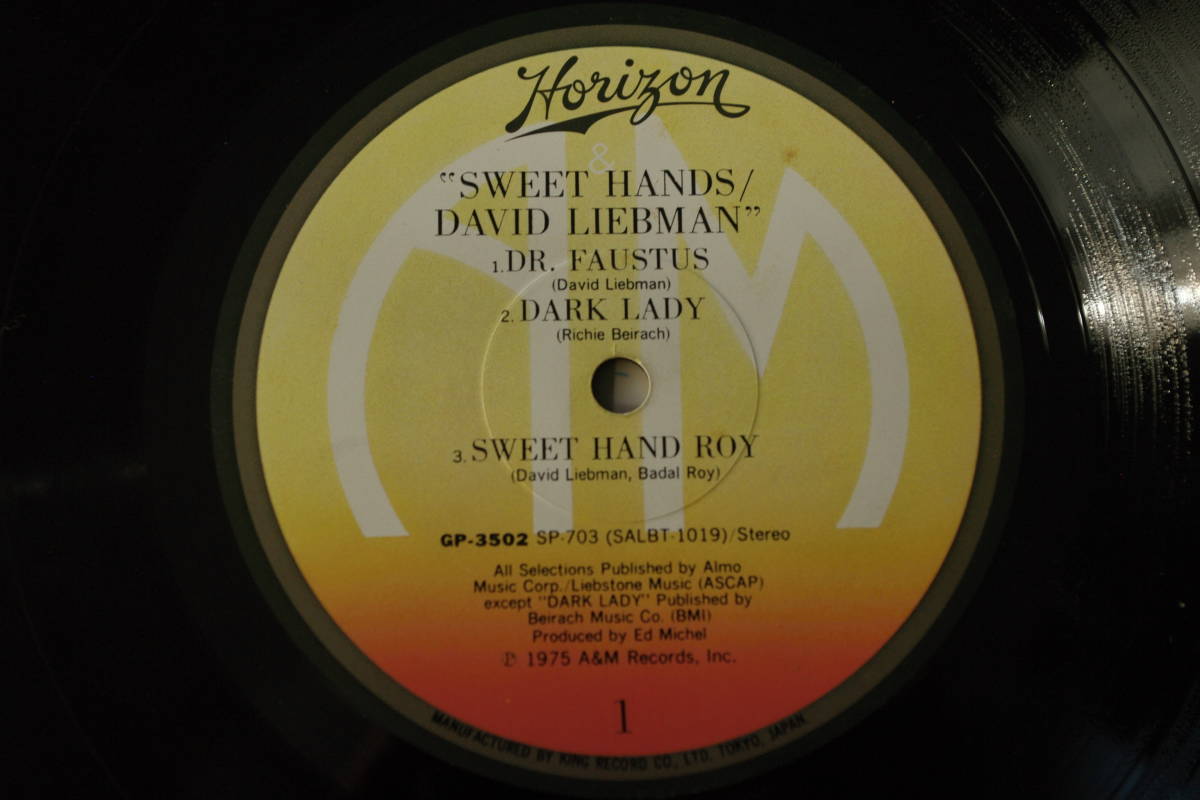 Horizon
&
"SWEET HANDS/
DAVID LIEBMAN"
1. DR. FAUSTUS
(David Liebman)
2. DARK LADY
(Richie Beirach)
3. SWEET HAND ROY
(David Liebman, Badal Roy)
GP-3502 SP-703 (SALBT-1019)/Stereo
All Selections Published by Almo
Music Corp./Liebstone Music (ASCAP)
except "DARK LADY" Published by
Beirach Music Co. (BMI)
Produced by Ed Michel
℗ 1975 A&M Records, Inc.
1
MANUFACTURED BY KING RECORD CO., LTD. TOKYO, JAPAN